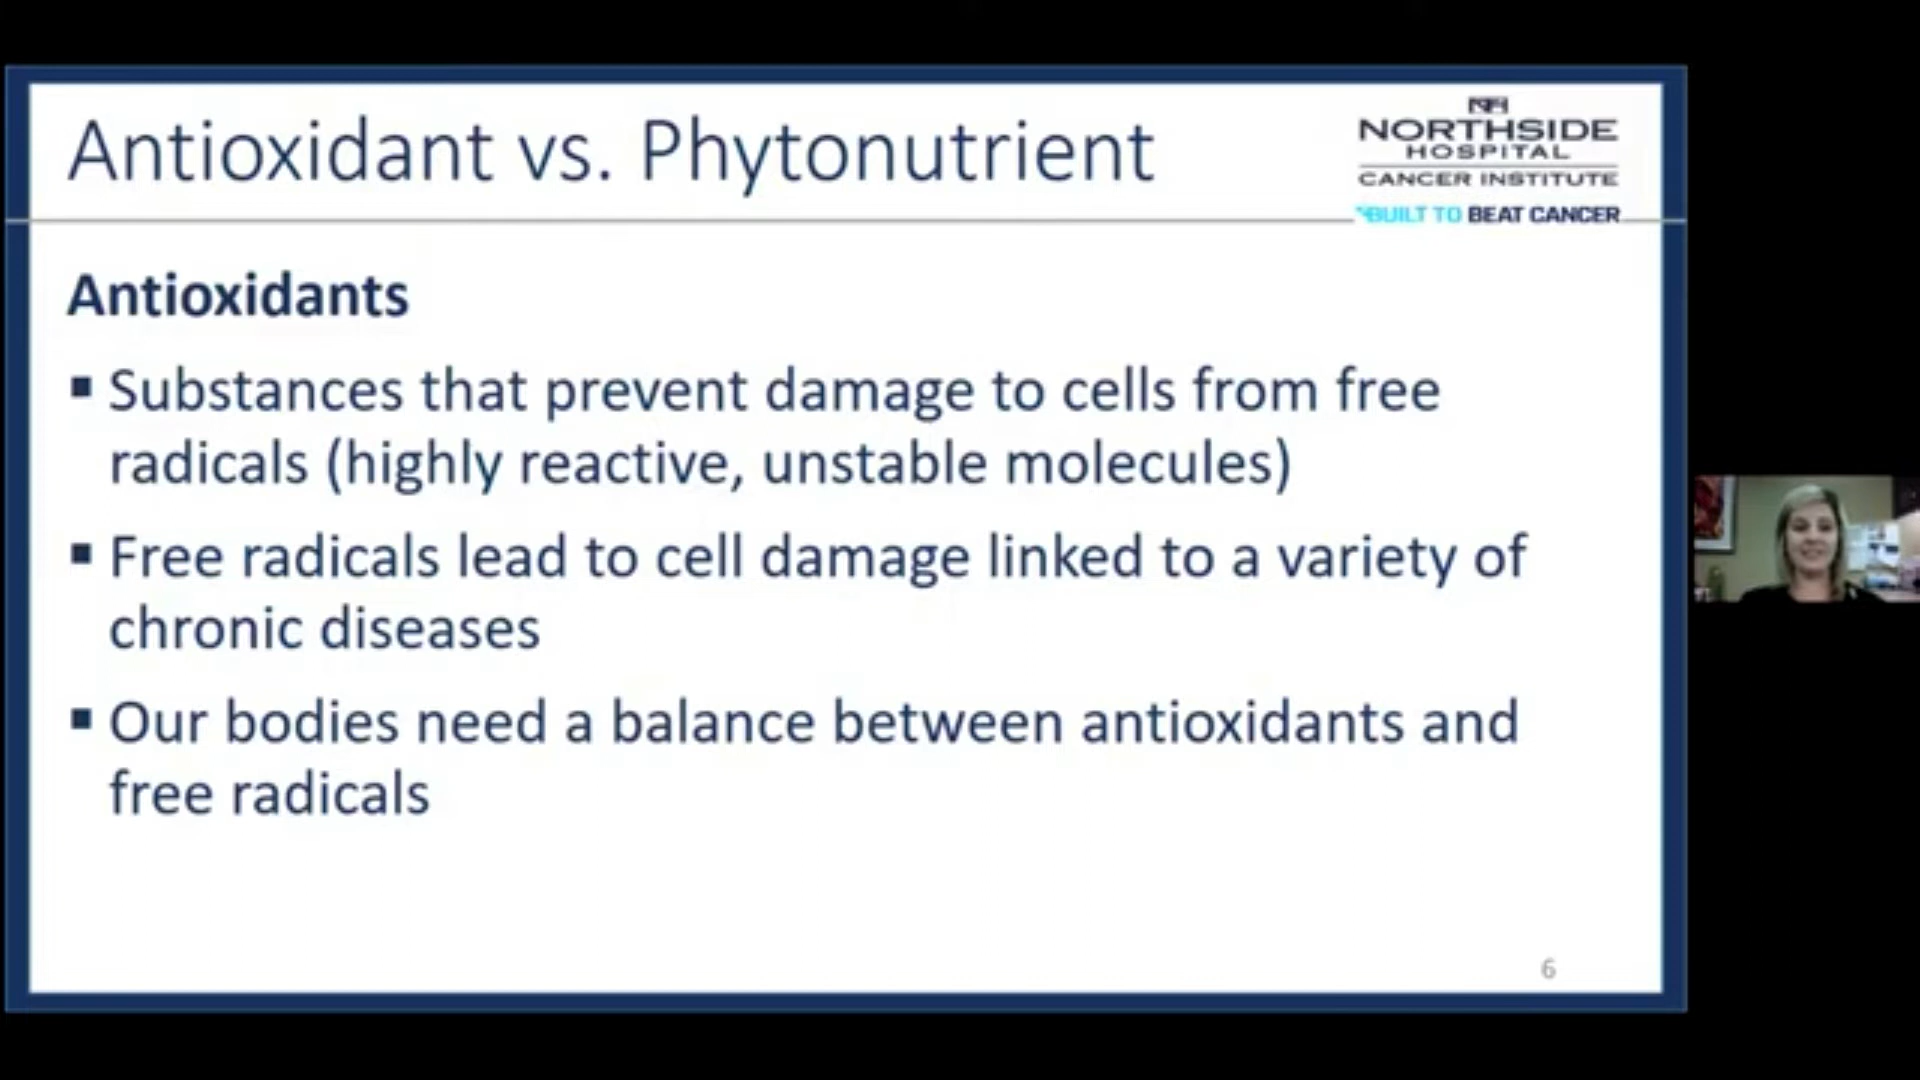 Antioxidant vs. Phytonutrient
NORTHSIDE
HOSPITAL
CANCER INSTITUTE
BUILT TO BEAT CANCER
Antioxidants
▪ Substances that prevent damage to cells from free
radicals (highly reactive, unstable molecules)
▪ Free radicals lead to cell damage linked to a variety of
chronic diseases
▪ Our bodies need a balance between antioxidants and
free radicals
6